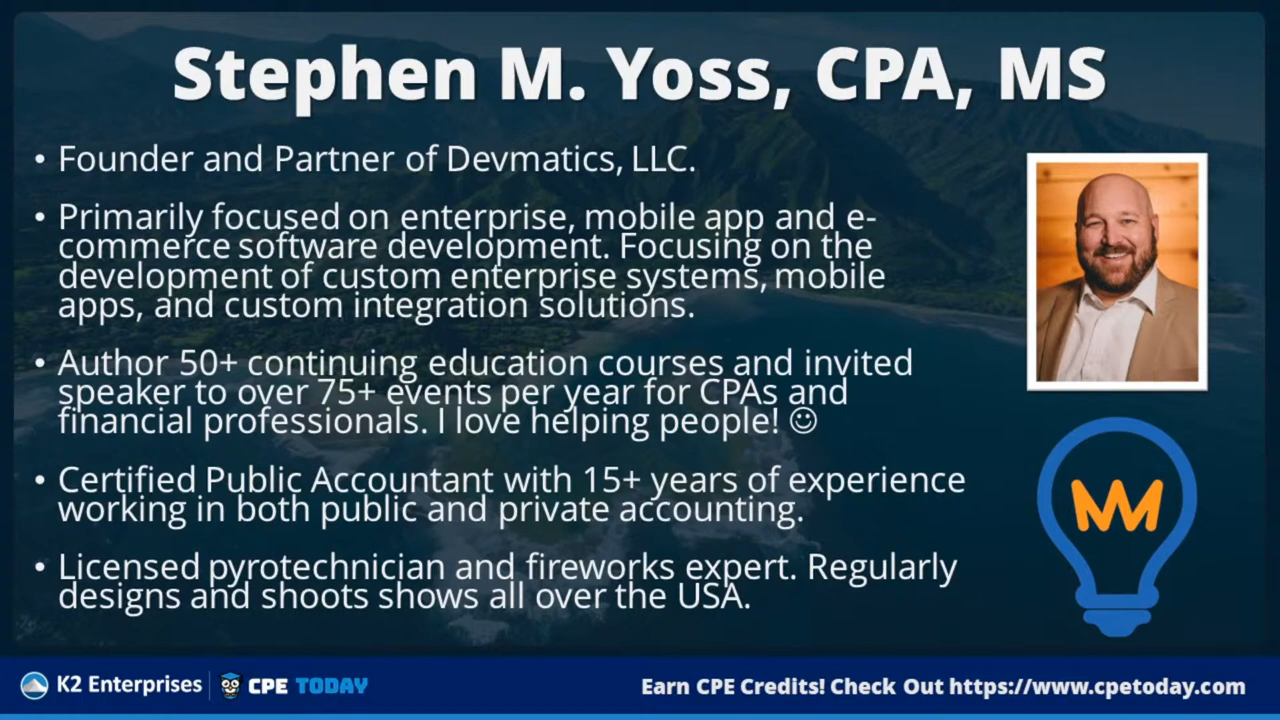 Stephen M. Yoss, CPA, MS
• Founder and Partner of Devmatics, LLC.
• Primarily focused on enterprise, mobile app and e-
commerce software development. Focusing on the
development of custom enterprise systems, mobile
apps, and custom integration solutions.
• Author 50+ continuing education courses and invited
speaker to over 75+ events per year for CPAs and
financial professionals. I love helping people! ☺
• Certified Public Accountant with 15+ years of experience
working in both public and private accounting.
• Licensed pyrotechnician and fireworks expert. Regularly
designs and shoots shows all over the USA.
K2 Enterprises | CPE TODAY
Earn CPE Credits! Check Out https://www.cpetoday.com